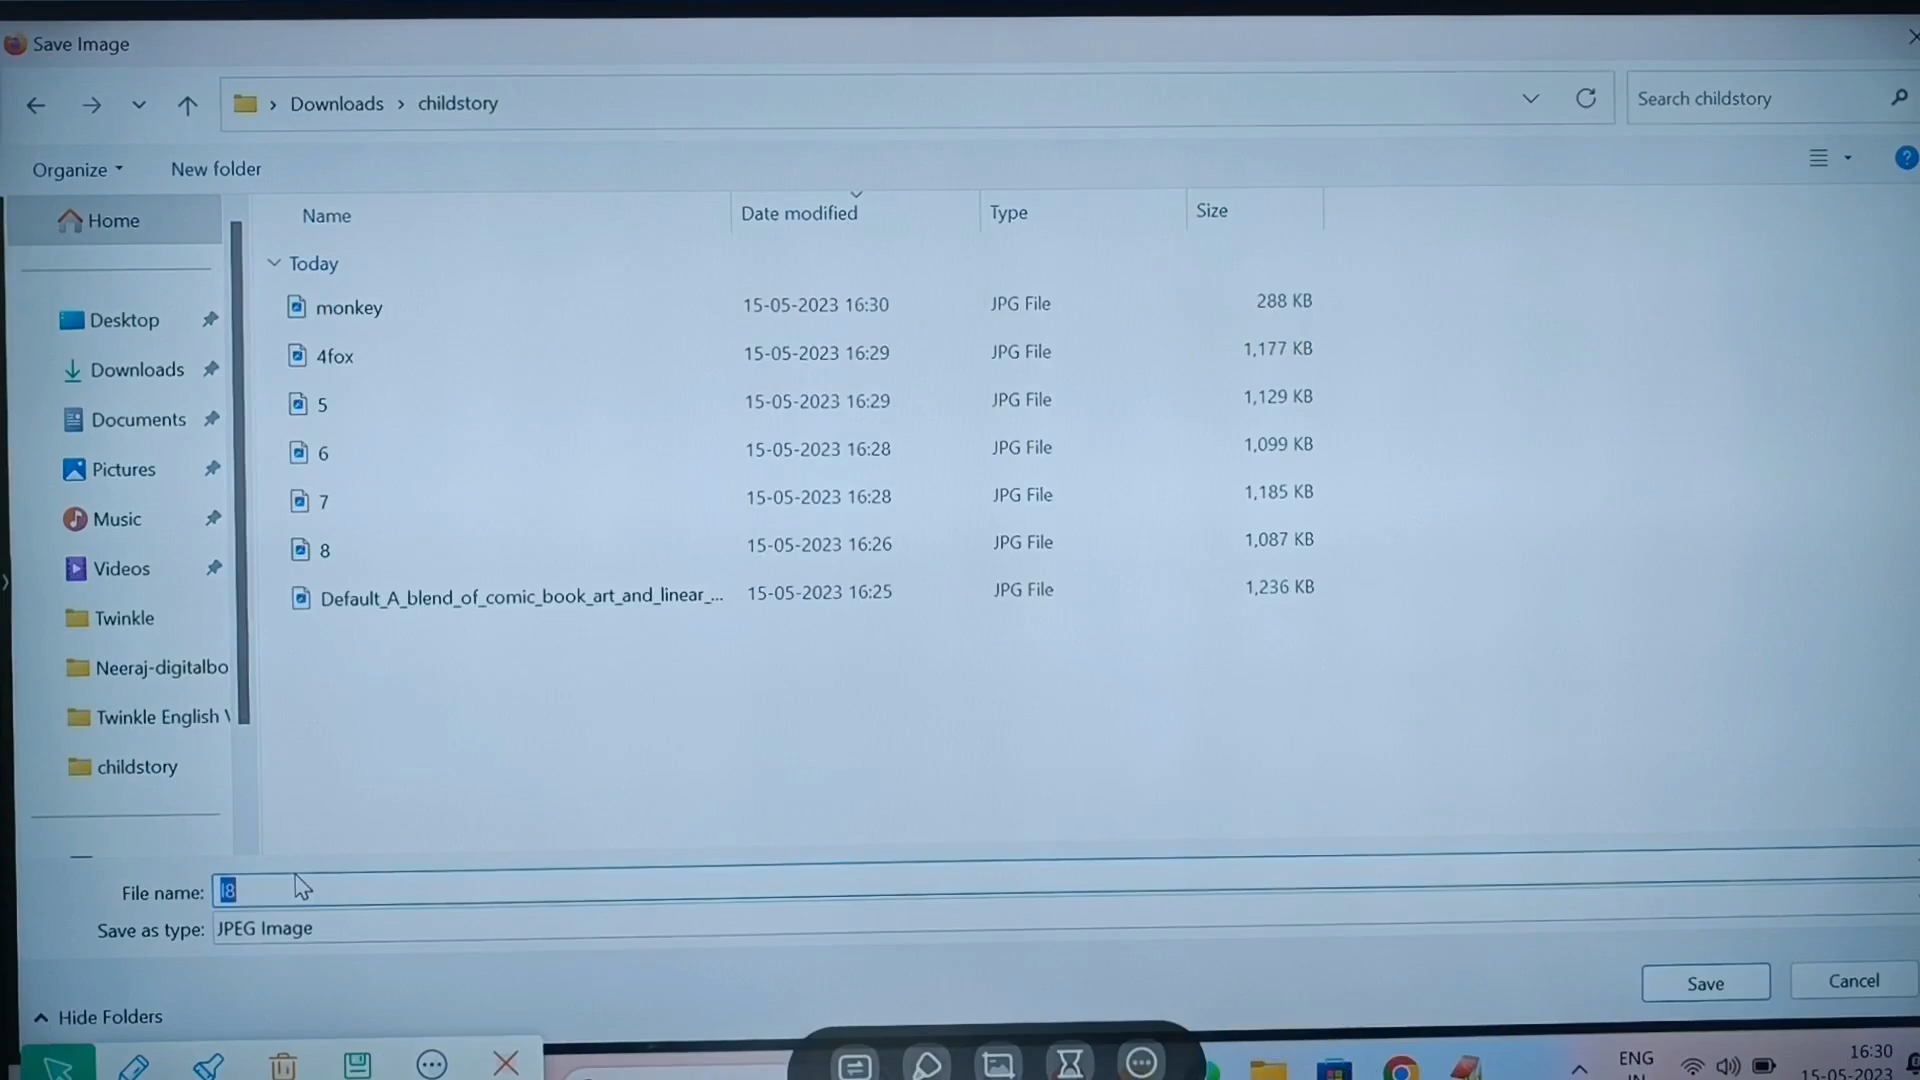 Save Image
Downloads childstory
Search childstory
Organize New folder
Name Date modified Type Size
Home
Today
monkey 15-05-2023 16:30 JPG File 288 KB
Desktop
4fox 15-05-2023 16:29 JPG File 1,177 KB
Downloads
5 15-05-2023 16:29 JPG File 1,129 KB
Documents
6 15-05-2023 16:28 JPG File 1,099 KB
Pictures
7 15-05-2023 16:28 JPG File 1,185 KB
Music
8 15-05-2023 16:26 JPG File 1,087 KB
Videos
Default_A_blend_of_comic_book_art_and_linear_... 15-05-2023 16:25 JPG File 1,236 KB
Twinkle
Neeraj-digitalbo
Twinkle English
childstory
File name: l8
Save as type: JPEG Image
Save Cancel
Hide Folders
ENG
IN
16:30
15-05-2023